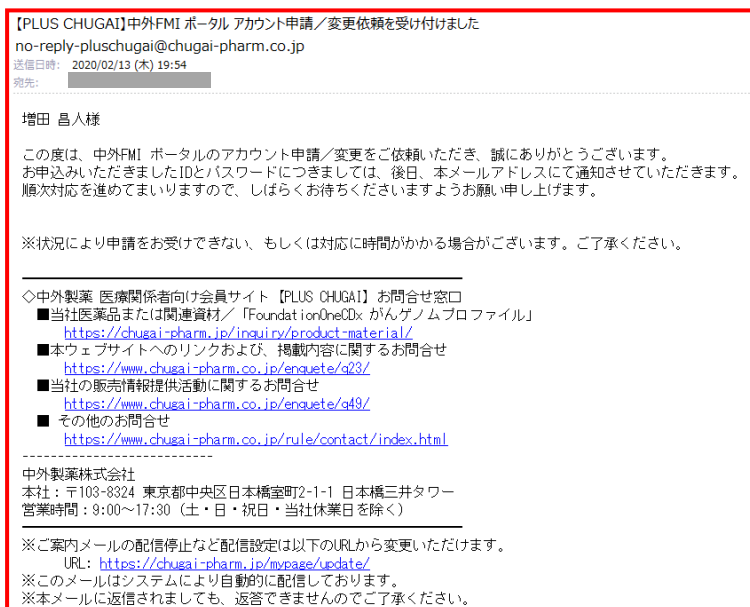 【PLUS CHUGAI】中外FMI ポータル アカウント申請／変更依頼を受け付けました
no-reply-pluschugai@chugai-pharm.co.jp
送信日時: 2020/02/13 (木) 19:54
宛先:
増田 昌人様
この度は、中外FMI ポータルのアカウント申請／変更をご依頼いただき、誠にありがとうございます。
お申込みいただきましたIDとパスワードにつきましては、後日、本メールアドレスにて通知させていただきます。
順次対応を進めてまいりますので、しばらくお待ちくださいますようお願い申し上げます。
※状況により申請をお受けできない、もしくは対応に時間がかかる場合がございます。ご了承ください。
◇中外製薬 医療関係者向け会員サイト【PLUS CHUGAI】お問合せ窓口
■当社医薬品または関連資材／「FoundationOneCDx がんゲノムプロファイル」
https://chugai-pharm.jp/inquiry/product-material/
■本ウェブサイトへのリンクおよび、掲載内容に関するお問合せ
https://www.chugai-pharm.co.jp/enquete/q23/
■当社の販売情報提供活動に関するお問合せ
https://www.chugai-pharm.co.jp/enquete/q49/
■ その他のお問合せ
https://www.chugai-pharm.co.jp/rule/contact/index.html
---------------------------
中外製薬株式会社
本社：〒103-8324 東京都中央区日本橋室町2-1-1 日本橋三井タワー
営業時間：9:00～17:30（土・日・祝日・当社休業日を除く）
※ご案内メールの配信停止など配信設定は以下のURLから変更いただけます。
URL: https://chugai-pharm.jp/mypage/update/
※このメールはシステムにより自動的に配信しております。
※本メールに返信されましても、返答できませんのでご了承ください。